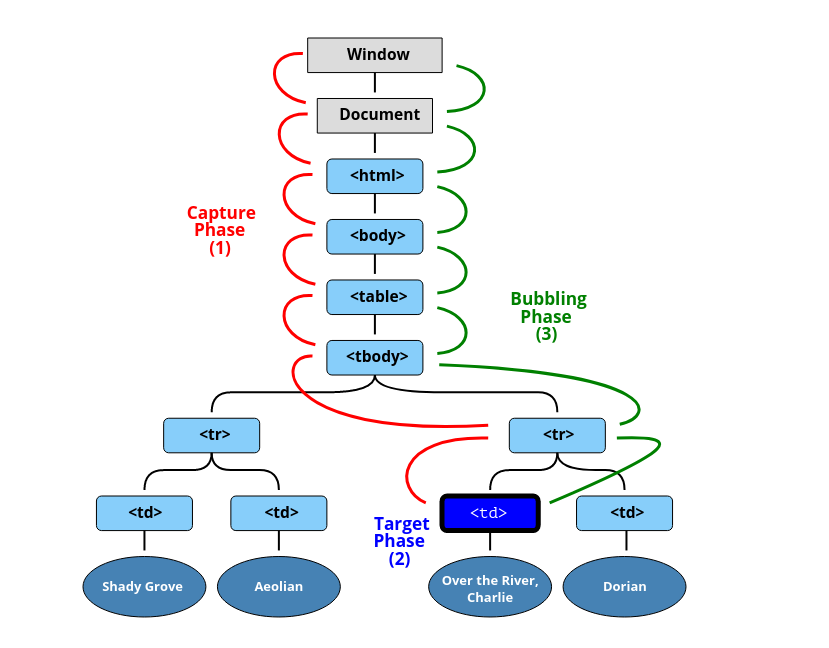 Window
Document
<html>
<body>
Capture
Phase
(1)
<table>
Bubbling
Phase
(3)
<tbody>
<tr>
<tr>
<td>
<td>
<td>
<td>
Target
Phase
(2)
Shady Grove
Aeolian
Over the River,
Charlie
Dorian